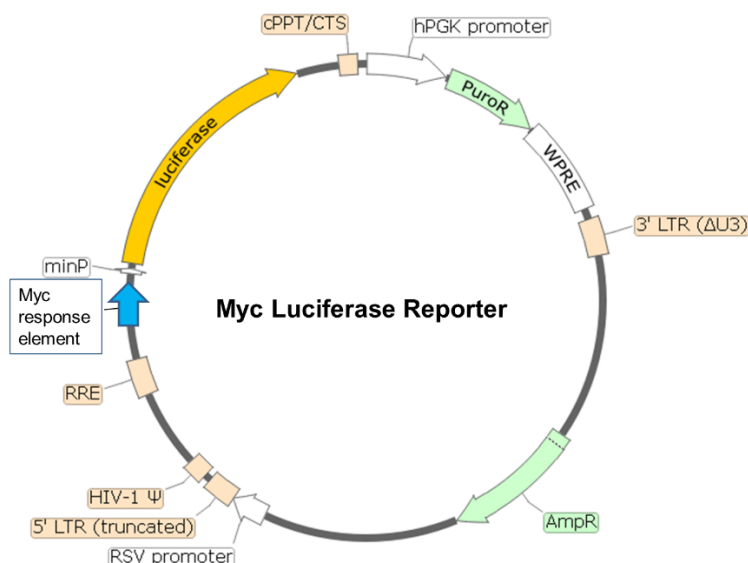 cPPT/CTS
hPGK promoter
PuroR
WPRE
3' LTR (ΔU3)
luciferase
minP
Myc
response
element
Myc Luciferase Reporter
RRE
HIV-1 Ψ
5' LTR (truncated)
RSV promoter
AmpR